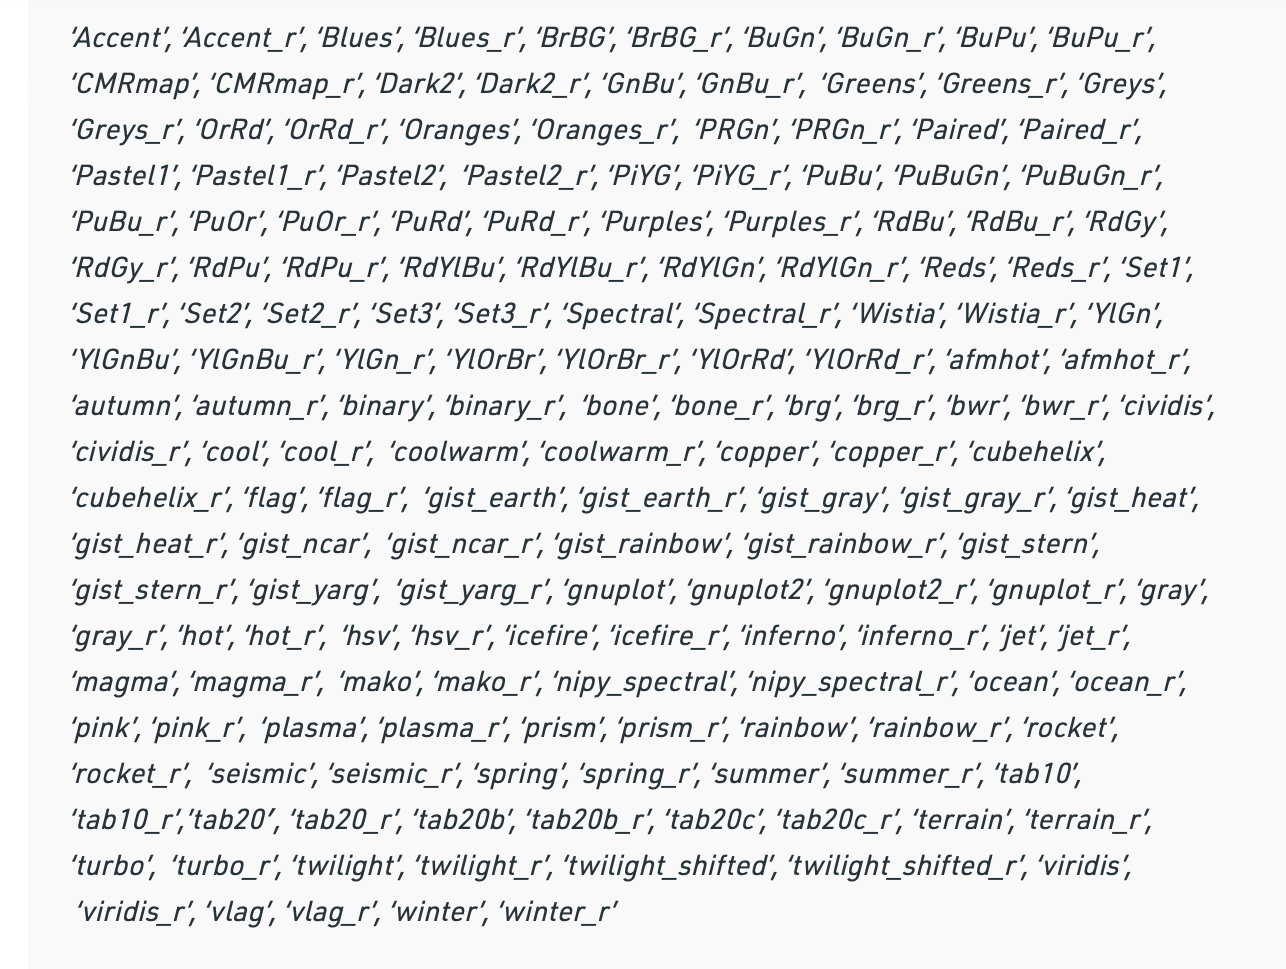 ‘Accent’, ‘Accent_r’, ‘Blues’, ‘Blues_r’, ‘BrBG’, ‘BrBG_r’, ‘BuGn’, ‘BuGn_r’, ‘BuPu’, ‘BuPu_r’,
‘CMRmap’, ‘CMRmap_r’, ‘Dark2’, ‘Dark2_r’, ‘GnBu’, ‘GnBu_r’, ‘Greens’, ‘Greens_r’, ‘Greys’,
‘Greys_r’, ‘OrRd’, ‘OrRd_r’, ‘Oranges’, ‘Oranges_r’, ‘PRGn’, ‘PRGn_r’, ‘Paired’, ‘Paired_r’,
‘Pastel1’, ‘Pastel1_r’, ‘Pastel2’, ‘Pastel2_r’, ‘PiYG’, ‘PiYG_r’, ‘PuBu’, ‘PuBuGn’, ‘PuBuGn_r’,
‘PuBu_r’, ‘PuOr’, ‘PuOr_r’, ‘PuRd’, ‘PuRd_r’, ‘Purples’, ‘Purples_r’, ‘RdBu’, ‘RdBu_r’, ‘RdGy’,
‘RdGy_r’, ‘RdPu’, ‘RdPu_r’, ‘RdYlBu’, ‘RdYlBu_r’, ‘RdYlGn’, ‘RdYlGn_r’, ‘Reds’, ‘Reds_r’, ‘Set1’,
‘Set1_r’, ‘Set2’, ‘Set2_r’, ‘Set3’, ‘Set3_r’, ‘Spectral’, ‘Spectral_r’, ‘Wistia’, ‘Wistia_r’, ‘YlGn’,
‘YlGnBu’, ‘YlGnBu_r’, ‘YlGn_r’, ‘YlOrBr’, ‘YlOrBr_r’, ‘YlOrRd’, ‘YlOrRd_r’, ‘afmhot’, ‘afmhot_r’,
‘autumn’, ‘autumn_r’, ‘binary’, ‘binary_r’, ‘bone’, ‘bone_r’, ‘brg’, ‘brg_r’, ‘bwr’, ‘bwr_r’, ‘cividis’,
‘cividis_r’, ‘cool’, ‘cool_r’, ‘coolwarm’, ‘coolwarm_r’, ‘copper’, ‘copper_r’, ‘cubehelix’,
‘cubehelix_r’, ‘flag’, ‘flag_r’, ‘gist_earth’, ‘gist_earth_r’, ‘gist_gray’, ‘gist_gray_r’, ‘gist_heat’,
‘gist_heat_r’, ‘gist_ncar’, ‘gist_ncar_r’, ‘gist_rainbow’, ‘gist_rainbow_r’, ‘gist_stern’,
‘gist_stern_r’, ‘gist_yarg’, ‘gist_yarg_r’, ‘gnuplot’, ‘gnuplot2’, ‘gnuplot2_r’, ‘gnuplot_r’, ‘gray’,
‘gray_r’, ‘hot’, ‘hot_r’, ‘hsv’, ‘hsv_r’, ‘icefire’, ‘icefire_r’, ‘inferno’, ‘inferno_r’, ‘jet’, ‘jet_r’,
‘magma’, ‘magma_r’, ‘mako’, ‘mako_r’, ‘nipy_spectral’, ‘nipy_spectral_r’, ‘ocean’, ‘ocean_r’,
‘pink’, ‘pink_r’, ‘plasma’, ‘plasma_r’, ‘prism’, ‘prism_r’, ‘rainbow’, ‘rainbow_r’, ‘rocket’,
‘rocket_r’, ‘seismic’, ‘seismic_r’, ‘spring’, ‘spring_r’, ‘summer’, ‘summer_r’, ‘tab10’,
‘tab10_r’,’tab20’, ‘tab20_r’, ‘tab20b’, ‘tab20b_r’, ‘tab20c’, ‘tab20c_r’, ‘terrain’, ‘terrain_r’,
‘turbo’, ‘turbo_r’, ‘twilight’, ‘twilight_r’, ‘twilight_shifted’, ‘twilight_shifted_r’, ‘viridis’,
‘viridis_r’, ‘vlag’, ‘vlag_r’, ‘winter’, ‘winter_r’